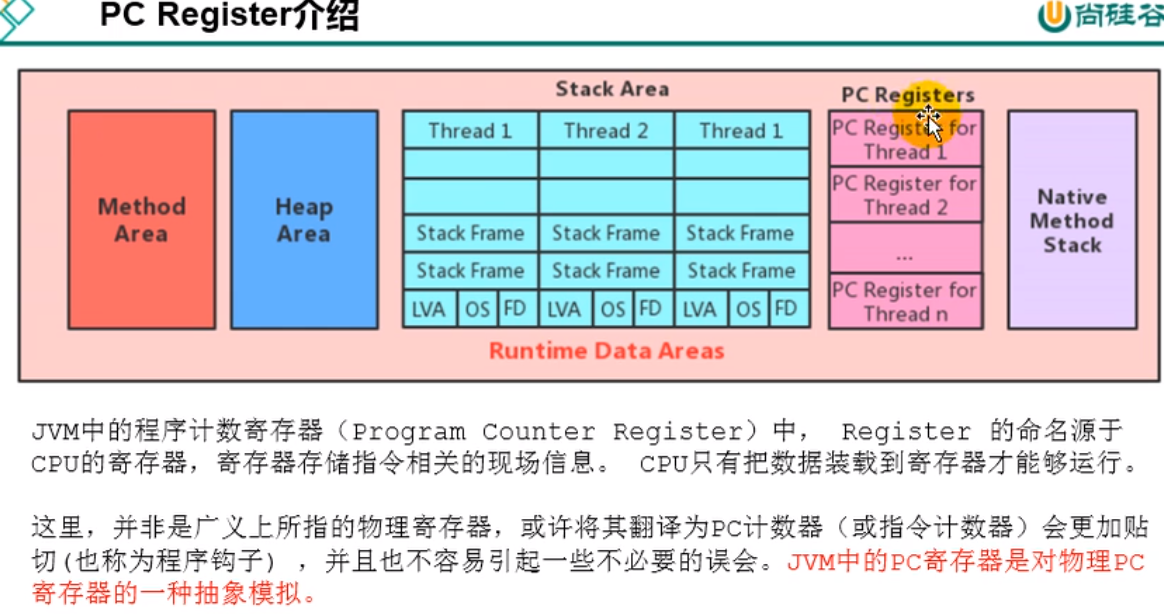 PC Register介绍
尚硅谷
Stack Area
PC Registers
Method
Area
Heap
Area
Thread 1
Thread 2
Thread 1
Stack Frame
Stack Frame
Stack Frame
Stack Frame
Stack Frame
Stack Frame
LVA
OS
FD
LVA
OS
FD
LVA
OS
FD
PC Register for
Thread 1
PC Register for
Thread 2
...
PC Register for
Thread n
Native
Method
Stack
Runtime Data Areas
JVM中的程序计数寄存器（Program Counter Register）中， Register 的命名源于
CPU的寄存器，寄存器存储指令相关的现场信息。 CPU只有把数据装载到寄存器才能够运行。
这里，并非是广义上所指的物理寄存器，或许将其翻译为PC计数器（或指令计数器）会更加贴
切(也称为程序钩子) ，并且也不容易引起一些不必要的误会。JVM中的PC寄存器是对物理PC
寄存器的一种抽象模拟。